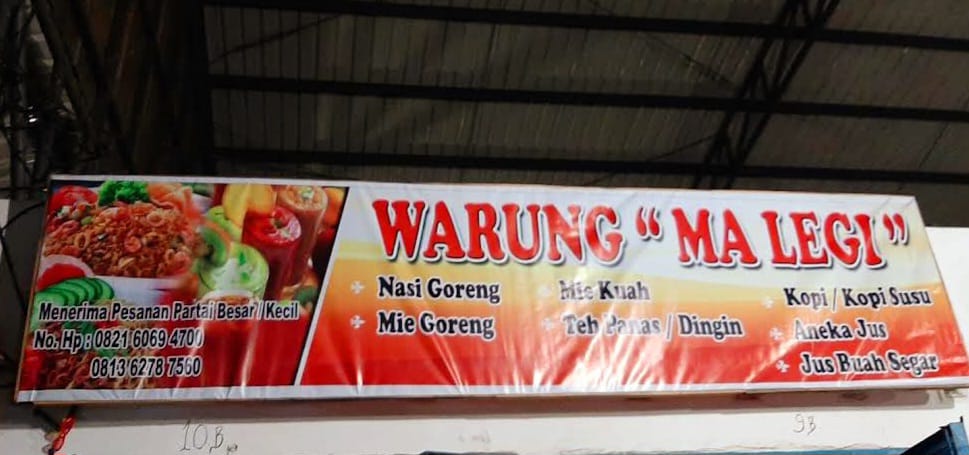 WARUNG “ MA LEGI ”
Nasi Goreng
Mie Goreng
Mie Kuah
Teh Panas / Dingin
Kopi / Kopi Susu
Aneka Jus
Jus Buah Segar
Menerima Pesanan Partai Besar / Kecil
No. Hp : 0821 6069 4700
0813 6278 7560
10B
9B